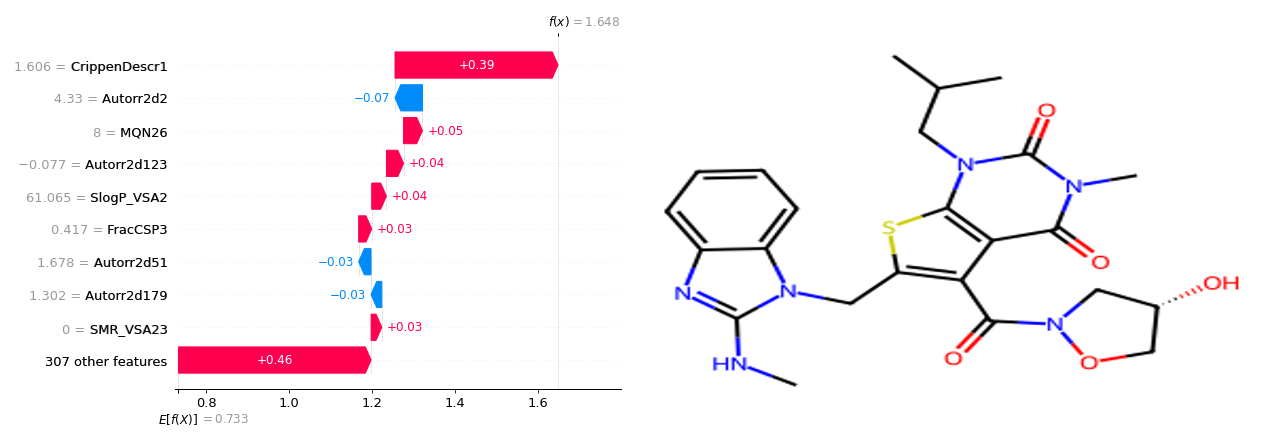 f(x) = 1.648
1.606 = CrippenDescr1
+0.39
4.33 = Autorr2d2
−0.07
8 = MQN26
+0.05
−0.077 = Autorr2d123
+0.04
61.065 = SlogP_VSA2
+0.04
0.417 = FracCSP3
+0.03
1.678 = Autorr2d51
−0.03
1.302 = Autorr2d179
−0.03
0 = SMR_VSA23
+0.03
307 other features
+0.46
0.8 1.0 1.2 1.4 1.6
E[f(X)] = 0.733
O
N
N
S
O
OH
N
N
N
O
O
HN